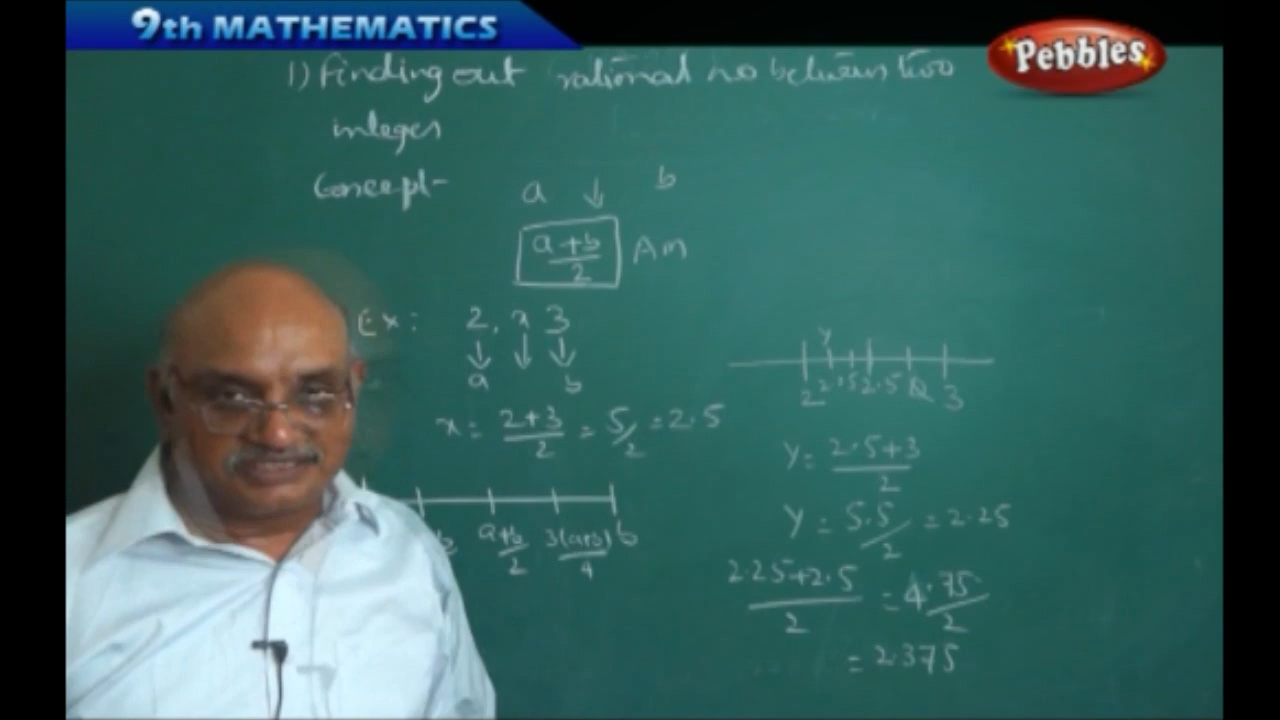 9th MATHEMATICS
Pebbles
1) Finding out rational no between two
integers
Concept-
a ↓ b
a+b/2 Am
Ex: 2, x 3
↓ ↓ ↓
a b
x = 2+3/2 = 5/2 = 2.5
a+b/2 3(a+b)/4 b
y
2 2.5 3
y = 2.5+3/2
y = 5.5/2 = 2.25
2.25+2.5/2 = 4.75/2
= 2.375